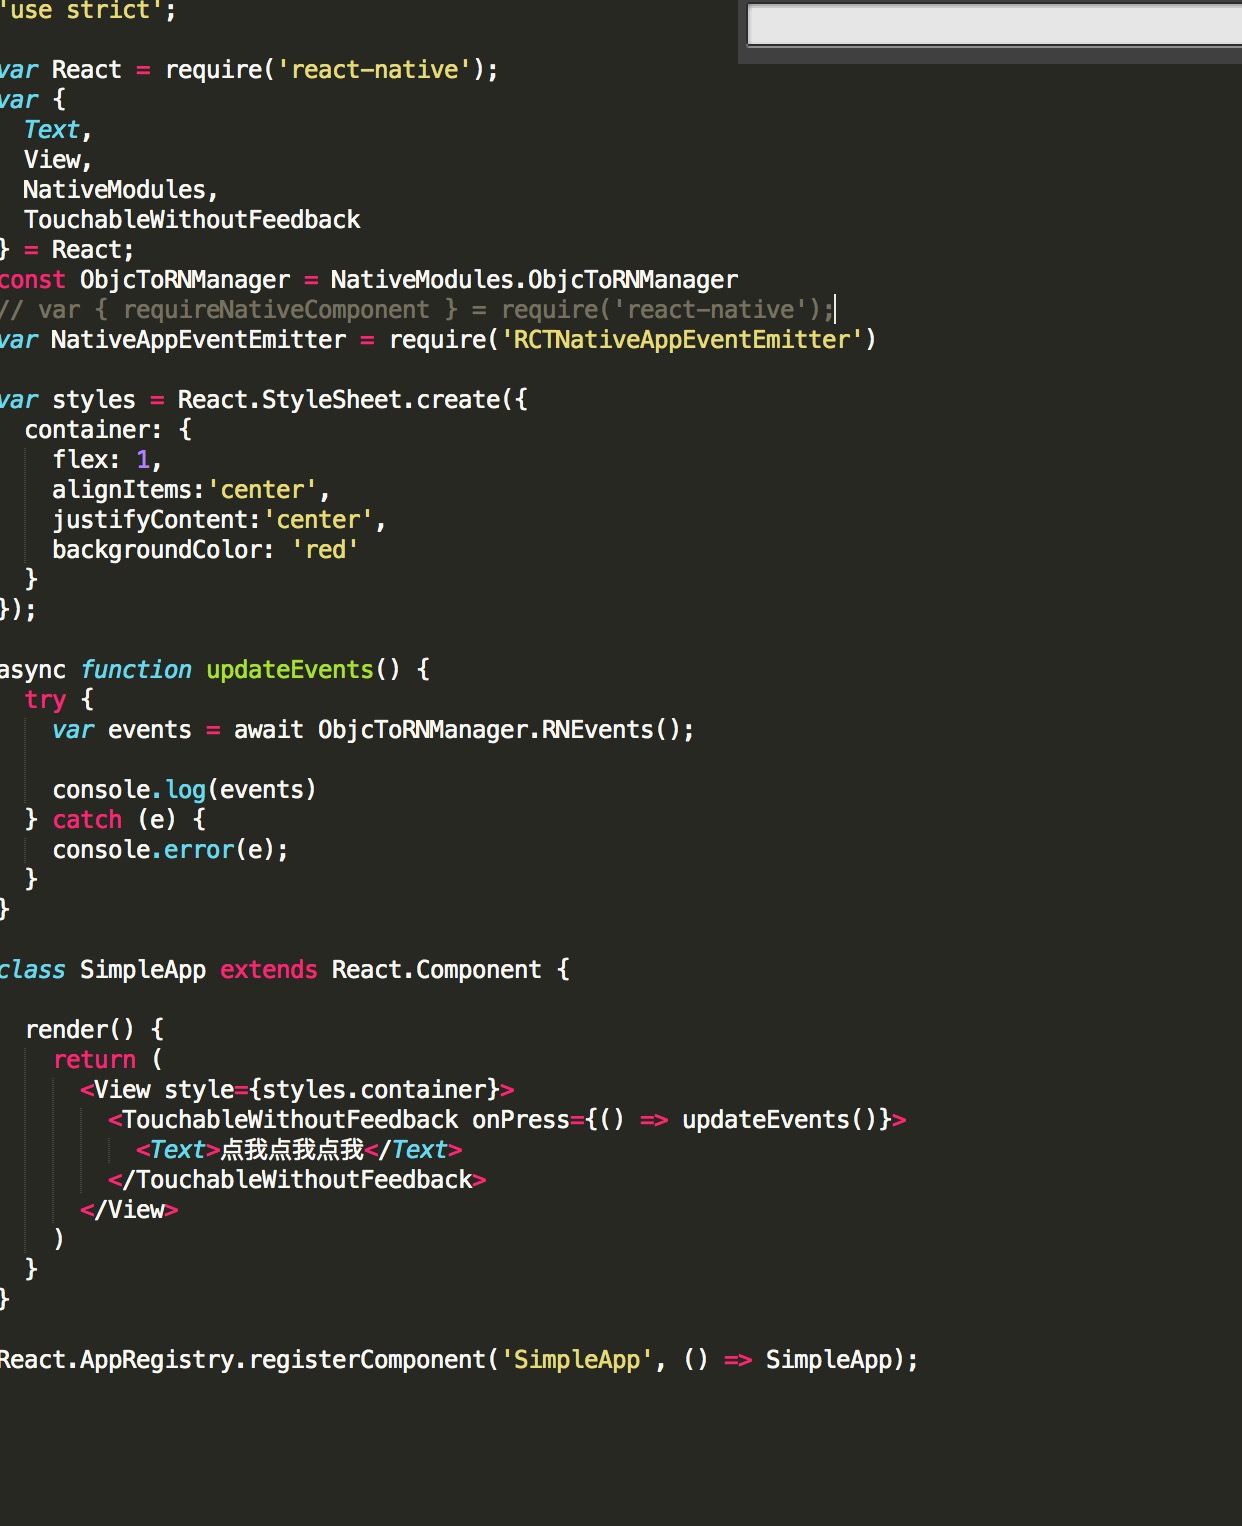 'use strict';
var React = require('react-native');
var {
  Text,
  View,
  NativeModules,
  TouchableWithoutFeedback
} = React;
const ObjcToRNManager = NativeModules.ObjcToRNManager
// var { requireNativeComponent } = require('react-native');
var NativeAppEventEmitter = require('RCTNativeAppEventEmitter')
var styles = React.StyleSheet.create({
  container: {
    flex: 1,
    alignItems:'center',
    justifyContent:'center',
    backgroundColor: 'red'
  }
});
async function updateEvents() {
  try {
    var events = await ObjcToRNManager.RNEvents();
    console.log(events)
  } catch (e) {
    console.error(e);
  }
}
class SimpleApp extends React.Component {
  render() {
    return (
      <View style={styles.container}>
        <TouchableWithoutFeedback onPress={() => updateEvents()}>
          <Text>点我点我点我</Text>
        </TouchableWithoutFeedback>
      </View>
    )
  }
}
React.AppRegistry.registerComponent('SimpleApp', () => SimpleApp);